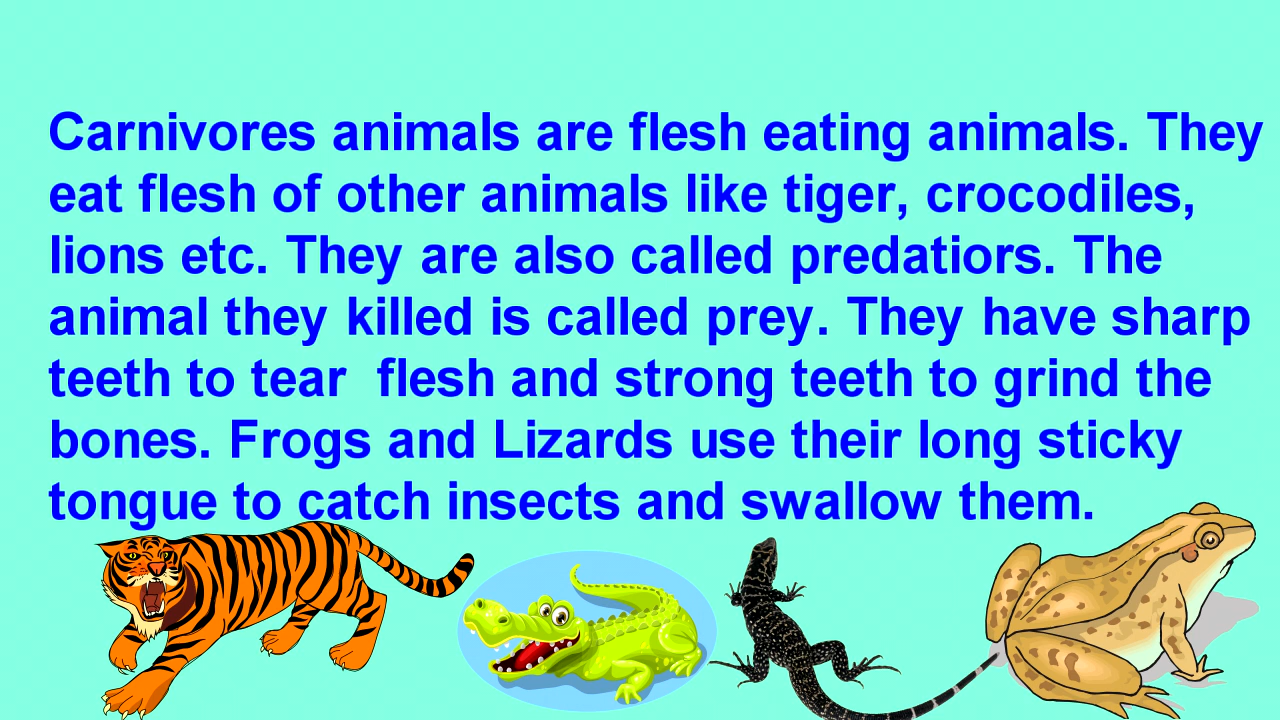 Carnivores animals are flesh eating animals. They
eat flesh of other animals like tiger, crocodiles,
lions etc. They are also called predatiors. The
animal they killed is called prey. They have sharp
teeth to tear  flesh and strong teeth to grind the
bones. Frogs and Lizards use their long sticky
tongue to catch insects and swallow them.